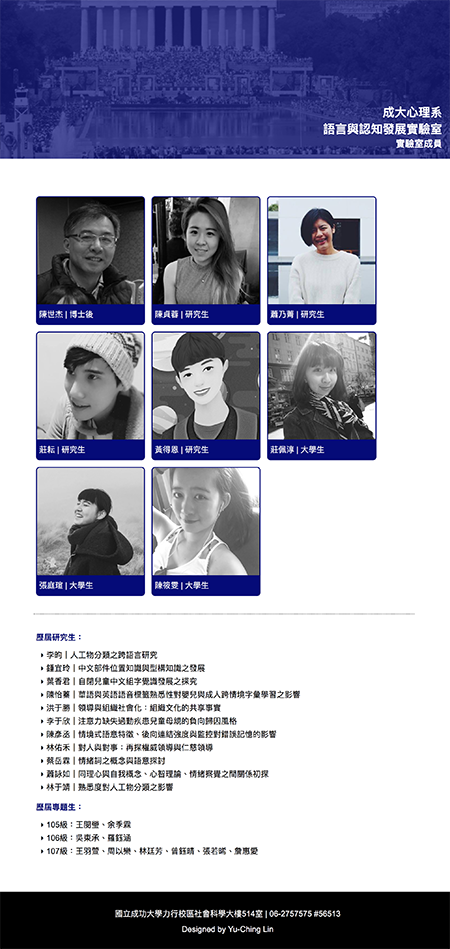 成大心理系
語言與認知發展實驗室
實驗室成員
陳世杰 | 博士後
陳貞蓉 | 研究生
蕭乃菁 | 研究生
莊耘 | 研究生
黃得恩 | 研究生
莊佩淳 | 大學生
張庭瑄 | 大學生
陳筱雯 | 大學生
歷屆研究生：
李昀｜人工物分類之跨語言研究
鍾宜玲｜中文部件位置知識與型構知識之發展
葉香君｜自閉兒童中文組字覺識發展之探究
陳怡蓁｜華語與英語語音標籤熟悉性對嬰兒與成人跨情境字彙學習之影響
洪于勝｜領導與組織社會化：組織文化的共享事實
李于欣｜注意力缺失過動疾患兒童母親的負向歸因風格
陳彥丞｜情境式語意特徵、後向連結強度與監控對錯誤記憶的影響
林佑禾｜對人與對事：再探權威領導與仁慈領導
蔡岳霖｜情緒詞之概念與語意探討
蕭詠如｜同理心與自我概念、心智理論、情緒察覺之間關係初探
林于靖｜熟悉度對人工物分類之影響
歷屆專題生：
105級：王閔瑩、余季霖
106級：吳東承、羅鈺涵
107級：王羽萱、周以樂、林廷芳、曾鈺晴、張若晞、詹惠愛
國立成功大學力行校區社會科學大樓514室 | 06-2757575 #56513
Designed by Yu-Ching Lin